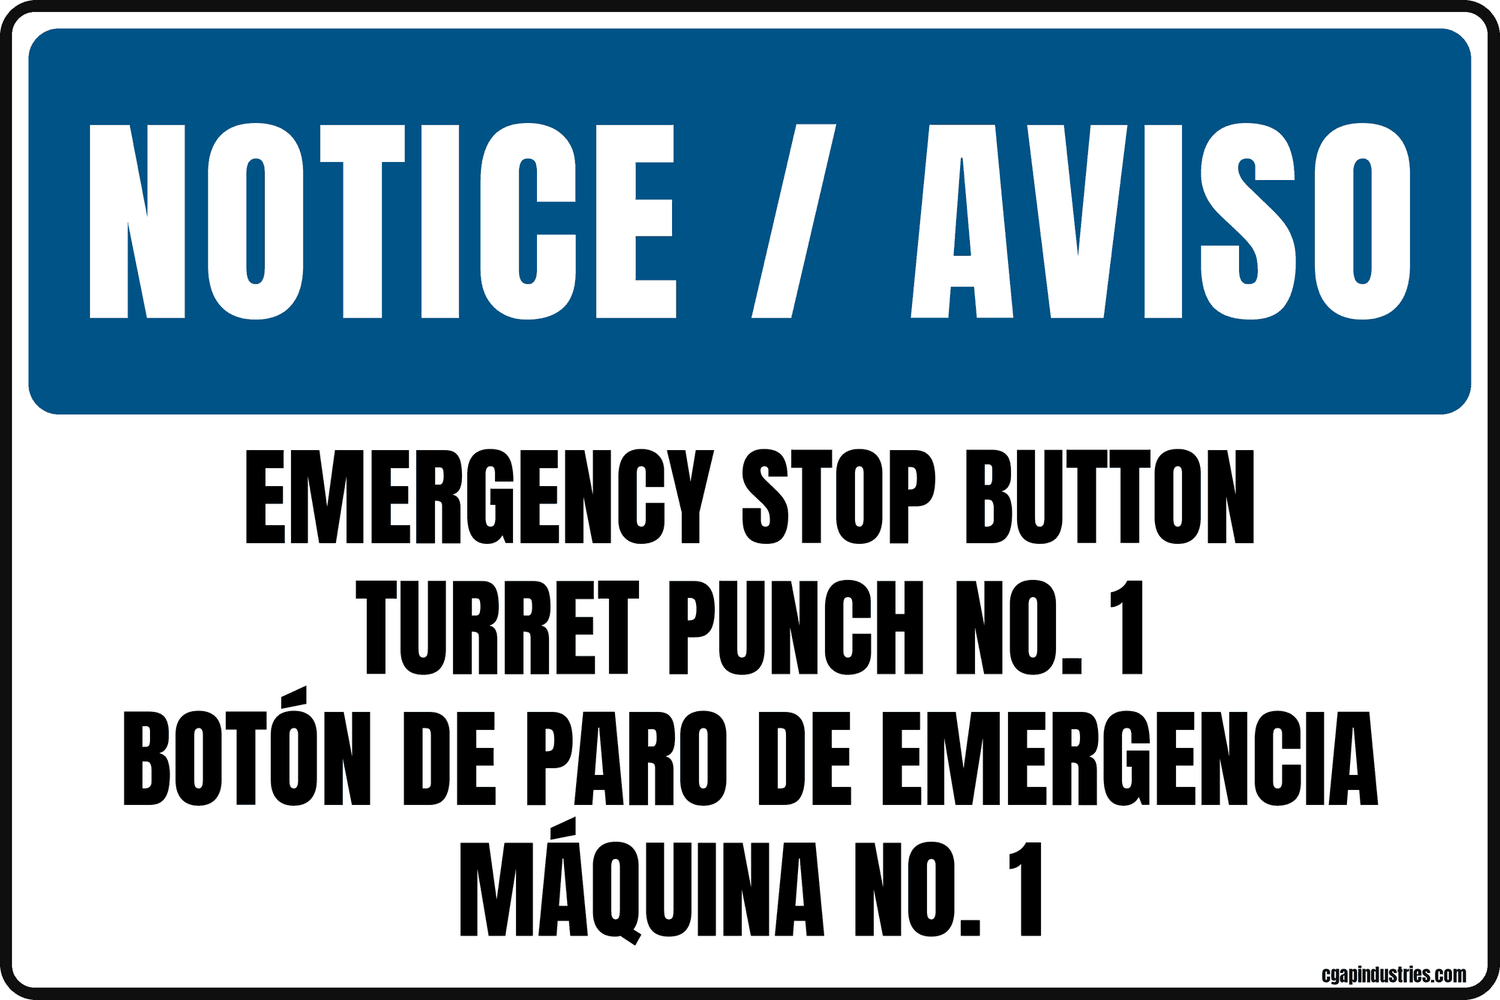 NOTICE / AVISO
EMERGENCY STOP BUTTON
TURRET PUNCH NO. 1
BOTÓN DE PARO DE EMERGENCIA
MÁQUINA NO. 1
cgapindustries.com